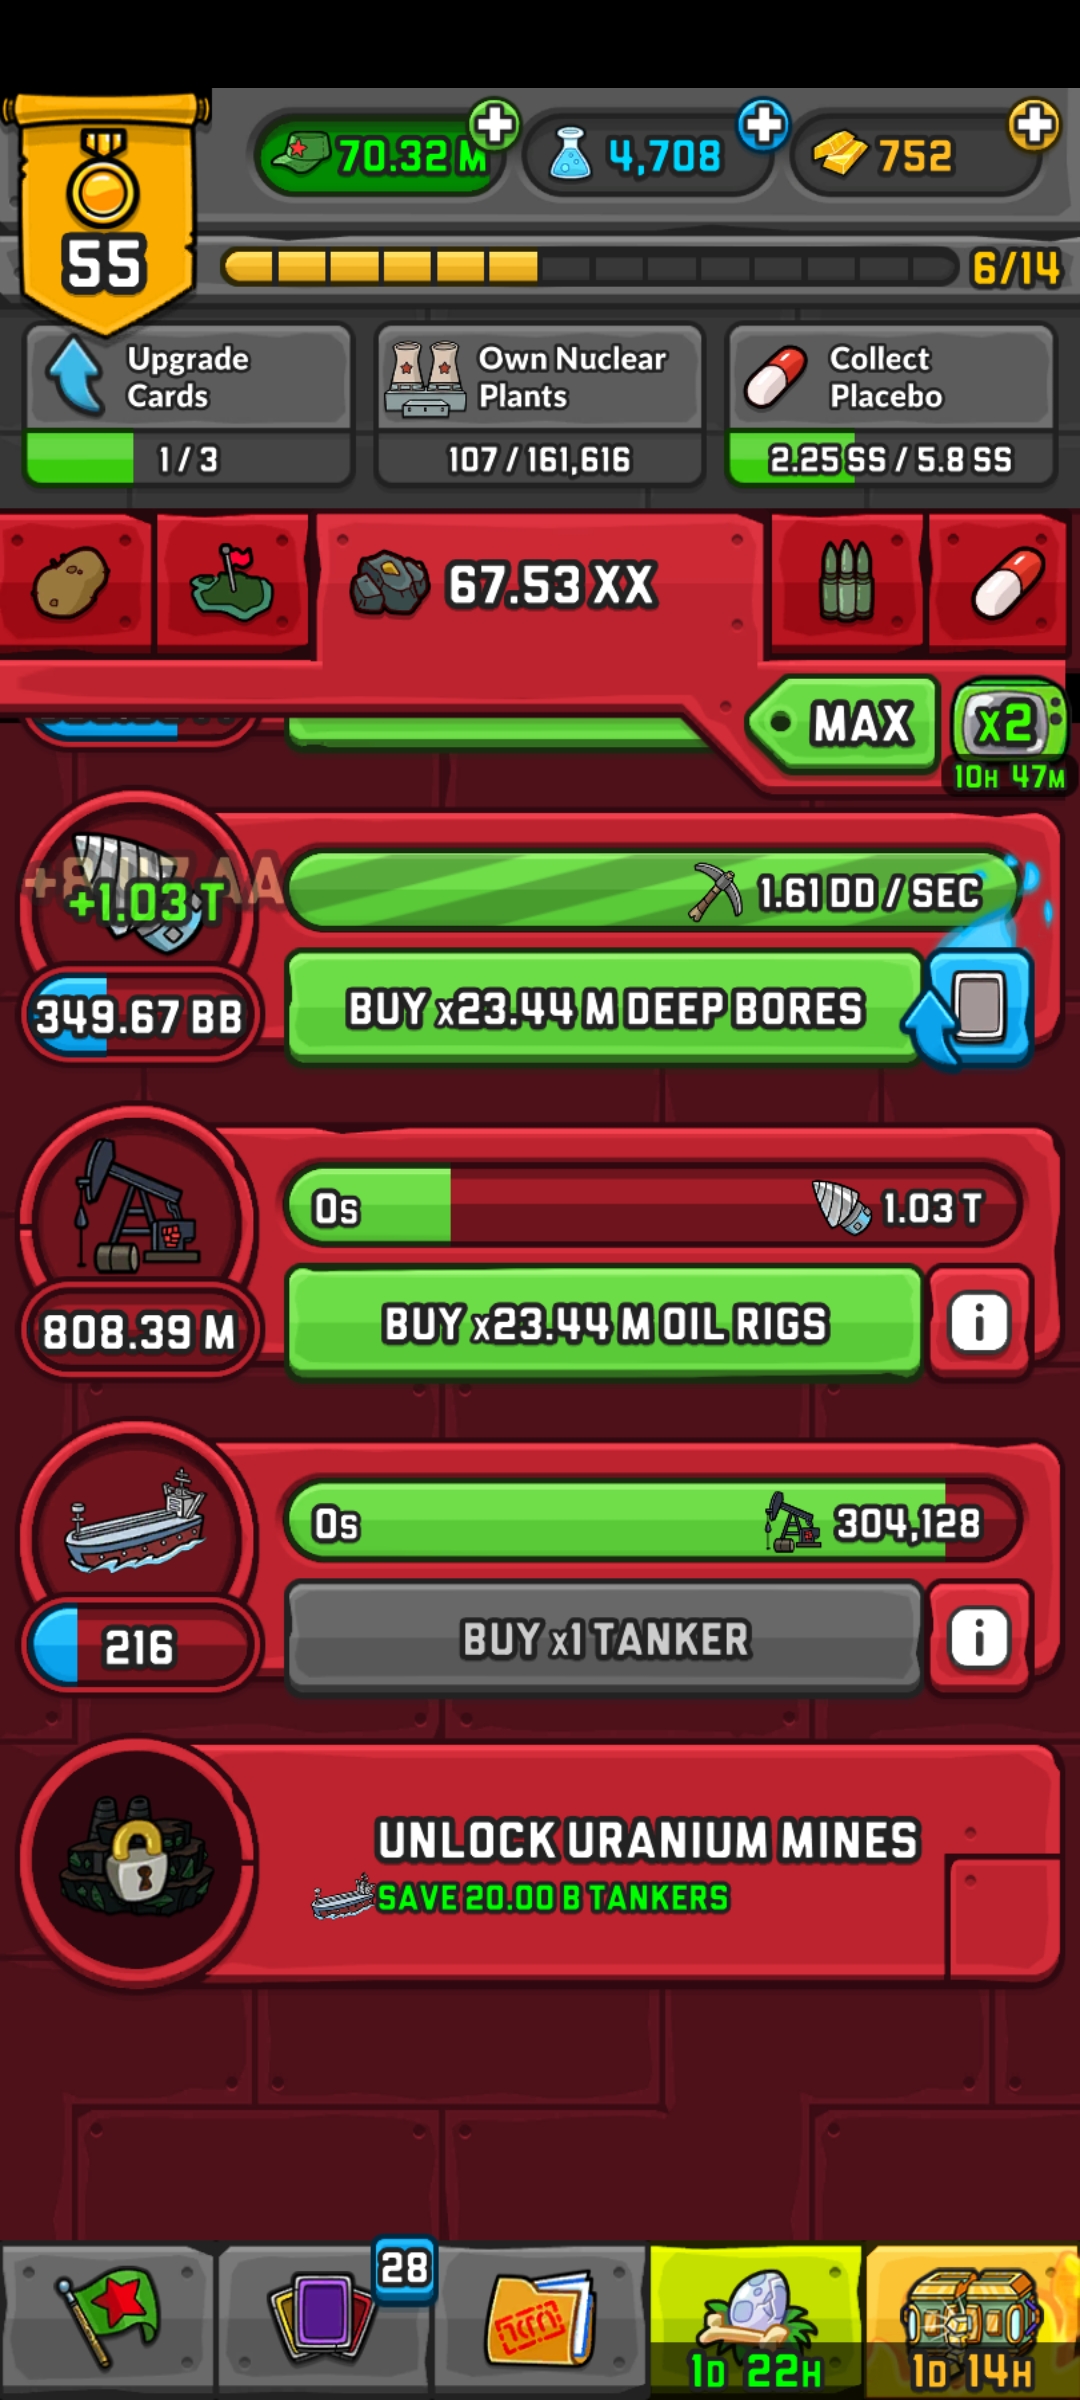 70.32 M
4,708
752
55
6/14
Upgrade Cards
1 / 3
Own Nuclear Plants
107 / 161,616
Collect Placebo
2.25 SS / 5.8 SS
67.53 XX
MAX
x2
10H 47M
+1.03 T
1.61 DD / SEC
349.67 BB
BUY x23.44 M DEEP BORES
0s
1.03 T
808.39 M
BUY x23.44 M OIL RIGS
i
0s
304,128
216
BUY x1 TANKER
i
UNLOCK URANIUM MINES
SAVE 20.00 B TANKERS
28
1D 22H
1D 14H